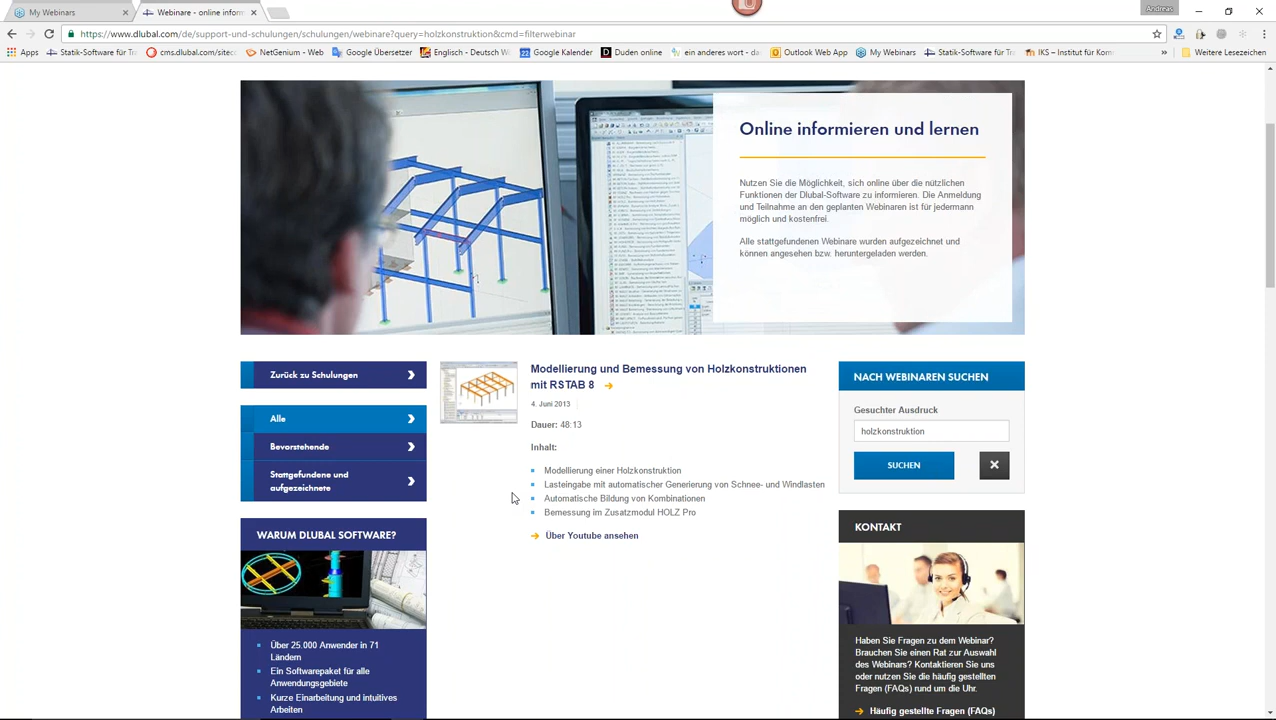 My Webinars
Webinare - online inform
Andreas
https://www.dlubal.com/de/support-und-schulungen/schulungen/webinare?query=holzkonstruktion&cmd=filterwebinar
Apps
Statik-Software für Tr
cms.dlubal.com/sitec
NetGenium - Web
Google Übersetzer
Englisch ‹ Deutsch W
Google Kalender
Duden online
ein anderes wort - da
Outlook Web App
My Webinars
Statik-Software für Tr
IKS – Institut für Kom
Weitere Lesezeichen
Online informieren und lernen
Nutzen Sie die Möglichkeit, sich online über die nützlichen
Funktionen der Dlubal-Software zu informieren. Die Anmeldung
und Teilnahme an den geplanten Webinaren ist für jedermann
möglich und kostenfrei.
Alle stattgefundenen Webinare wurden aufgezeichnet und
können angesehen bzw. heruntergeladen werden.
Zurück zu Schulungen
Alle
Bevorstehende
Stattgefundene und
aufgezeichnete
WARUM DLUBAL SOFTWARE?
Über 25.000 Anwender in 71
Ländern
Ein Softwarepaket für alle
Anwendungsgebiete
Kurze Einarbeitung und intuitives
Arbeiten
Modellierung und Bemessung von Holzkonstruktionen
mit RSTAB 8
4. Juni 2013
Dauer: 48:13
Inhalt:
Modellierung einer Holzkonstruktion
Lasteingabe mit automatischer Generierung von Schnee- und Windlasten
Automatische Bildung von Kombinationen
Bemessung im Zusatzmodul HOLZ Pro
Über Youtube ansehen
NACH WEBINAREN SUCHEN
Gesuchter Ausdruck
holzkonstruktion
SUCHEN
KONTAKT
Haben Sie Fragen zu dem Webinar?
Brauchen Sie einen Rat zur Auswahl
des Webinars? Kontaktieren Sie uns
oder nutzen Sie die häufig gestellten
Fragen (FAQs) rund um die Uhr.
Häufig gestellte Fragen (FAQs)